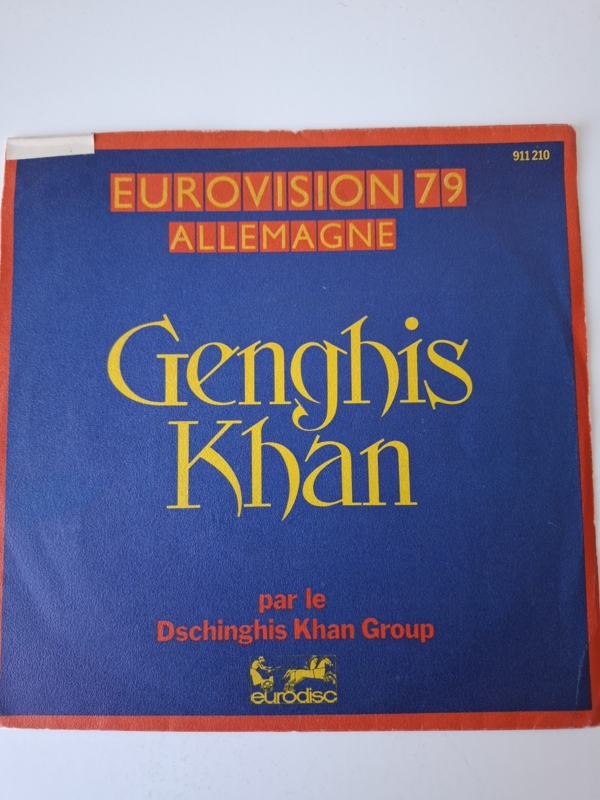 911 210
EUROVISION 79
ALLEMAGNE
Genghis
Khan
par le
Dschinghis Khan Group
eurodisc